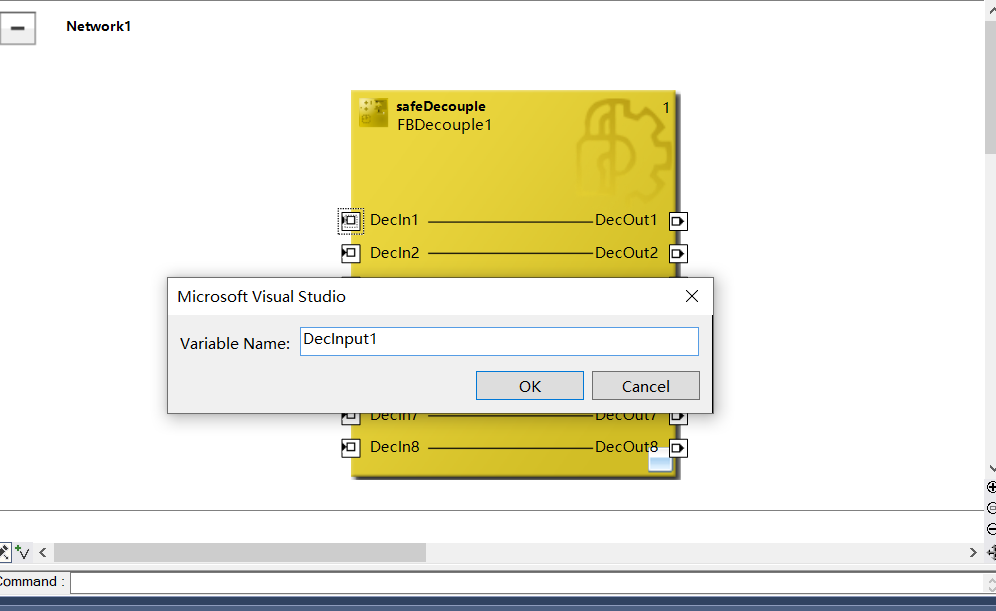 Network1
safeDecouple
1
FBDecouple1
DecIn1
DecOut1
DecIn2
DecOut2
Microsoft Visual Studio
Variable Name:
DecInput1
OK
Cancel
DecIn7
DecOut7
DecIn8
DecOut8
Command :